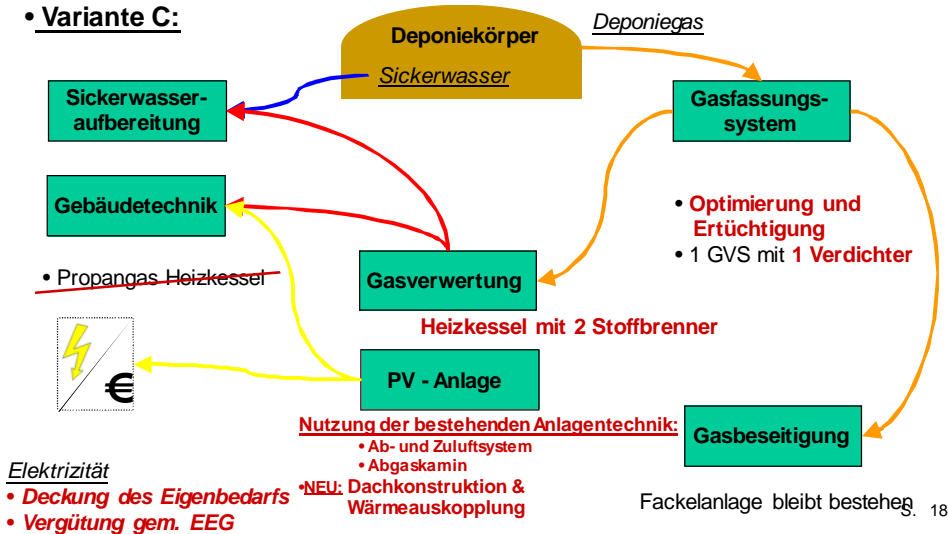 • Variante C:
Deponiegas
Deponiekörper
Sickerwasser
Sickerwasser-
aufbereitung
Gasfassungs-
system
Gebäudetechnik
• Optimierung und
Ertüchtigung
• 1 GVS mit 1 Verdichter
• Propangas Heizkessel
Gasverwertung
Heizkessel mit 2 Stoffbrenner
€
PV - Anlage
Nutzung der bestehenden Anlagentechnik:
• Ab- und Zuluftsystem
• Abgaskamin
•NEU: Dachkonstruktion &
Wärmeauskopplung
Gasbeseitigung
Elektrizität
• Deckung des Eigenbedarfs
• Vergütung gem. EEG
Fackelanlage bleibt bestehen
S. 18